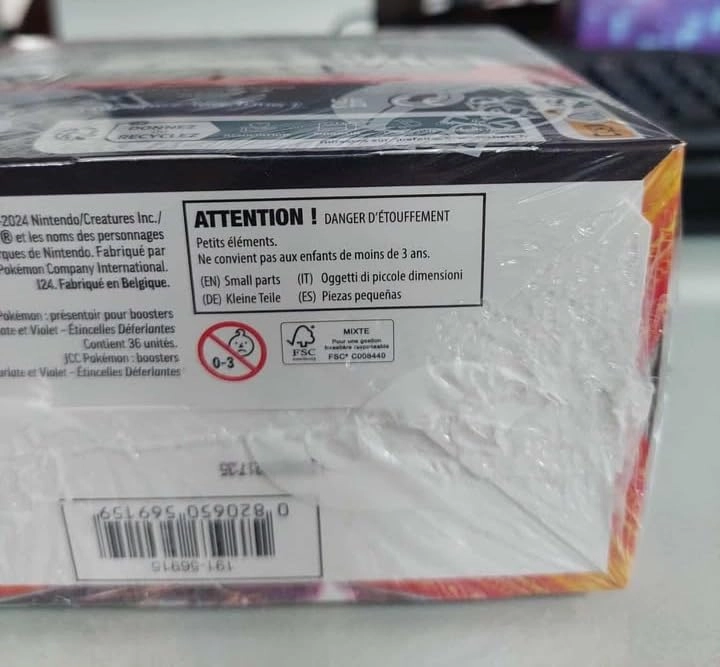 DONNEZ
RECYCLEZ
-2024 Nintendo/Creatures Inc./
® et les noms des personnages
ques de Nintendo. Fabriqué par
Pokémon Company International.
124. Fabriqué en Belgique.
ATTENTION ! DANGER D'ÉTOUFFEMENT
Petits éléments.
Ne convient pas aux enfants de moins de 3 ans.
(EN) Small parts (IT) Oggetti di piccole dimensioni
(DE) Kleine Teile (ES) Piezas pequeñas
Pokémon : présentoir pour boosters
ate et Violet – Étincelles Déferlantes
Contient 36 unités.
JCC Pokémon : boosters
arlate et Violet – Étincelles Déferlantes
0-3
FSC
MIXTE
Pour une gestion
forestière responsable
FSC® C008440
0 820650 569159
191-56915